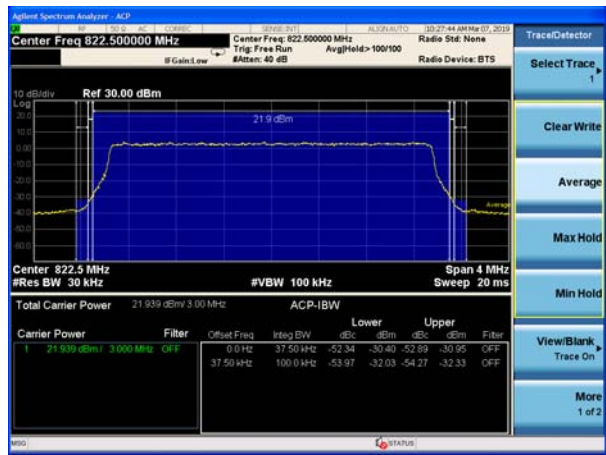 Agilent Spectrum Analyzer - ACP
RF 50 Ω AC CORREC SENSE:INT ALIGN AUTO 10:27:44 AM Mar 07, 2019
Center Freq 822.500000 MHz
Center Freq: 822.500000 MHz Radio Std: None
Trig: Free Run Avg|Hold:> 100/100
IFGain:Low #Atten: 40 dB Radio Device: BTS
10 dB/div Ref 30.00 dBm
Log
20.0
21.9 dBm
10.0
0.00
-10.0
-20.0
-30.0
Average
-40.0
-50.0
-60.0
Center 822.5 MHz Span 4 MHz
#Res BW 30 kHz #VBW 100 kHz Sweep 20 ms
Total Carrier Power 21.939 dBm/ 3.00 MHz ACP-IBW
Lower Upper
Carrier Power Filter Offset Freq Integ BW dBc dBm dBc dBm Filter
1 21.939 dBm / 3.000 MHz OFF 0.0 Hz 37.50 kHz -52.34 -30.40 -52.89 -30.95 OFF
37.50 kHz 100.0 kHz -53.97 -32.03 -54.27 -32.33 OFF
MSG STATUS
Trace/Detector
Select Trace
1
Clear Write
Average
Max Hold
Min Hold
View/Blank
Trace On
More
1 of 2